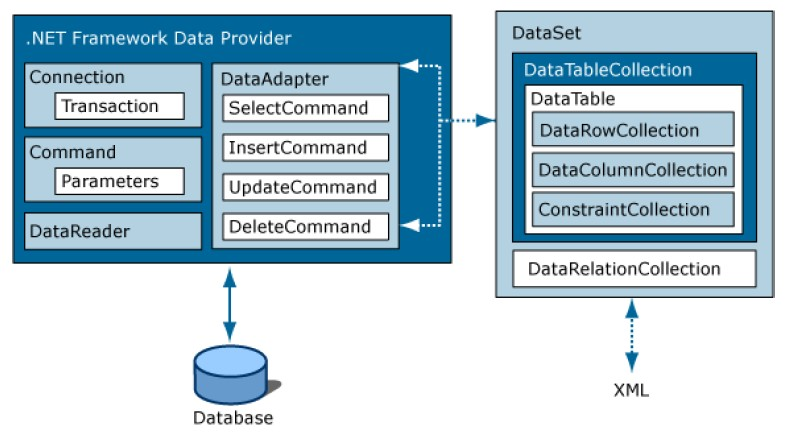 .NET Framework Data Provider
Connection
Transaction
Command
Parameters
DataReader
DataAdapter
SelectCommand
InsertCommand
UpdateCommand
DeleteCommand
Database
DataSet
DataTableCollection
DataTable
DataRowCollection
DataColumnCollection
ConstraintCollection
DataRelationCollection
XML